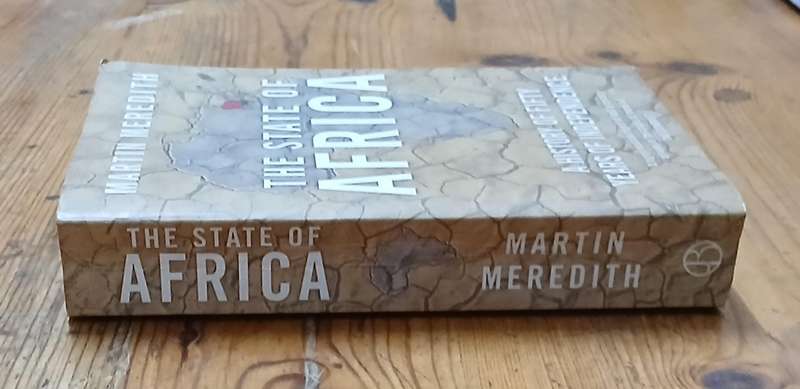 MARTIN MEREDITH
THE STATE OF
AFRICA
A HISTORY OF FIFTY
YEARS OF INDEPENDENCE
THE STATE OF
AFRICA
MARTIN
MEREDITH